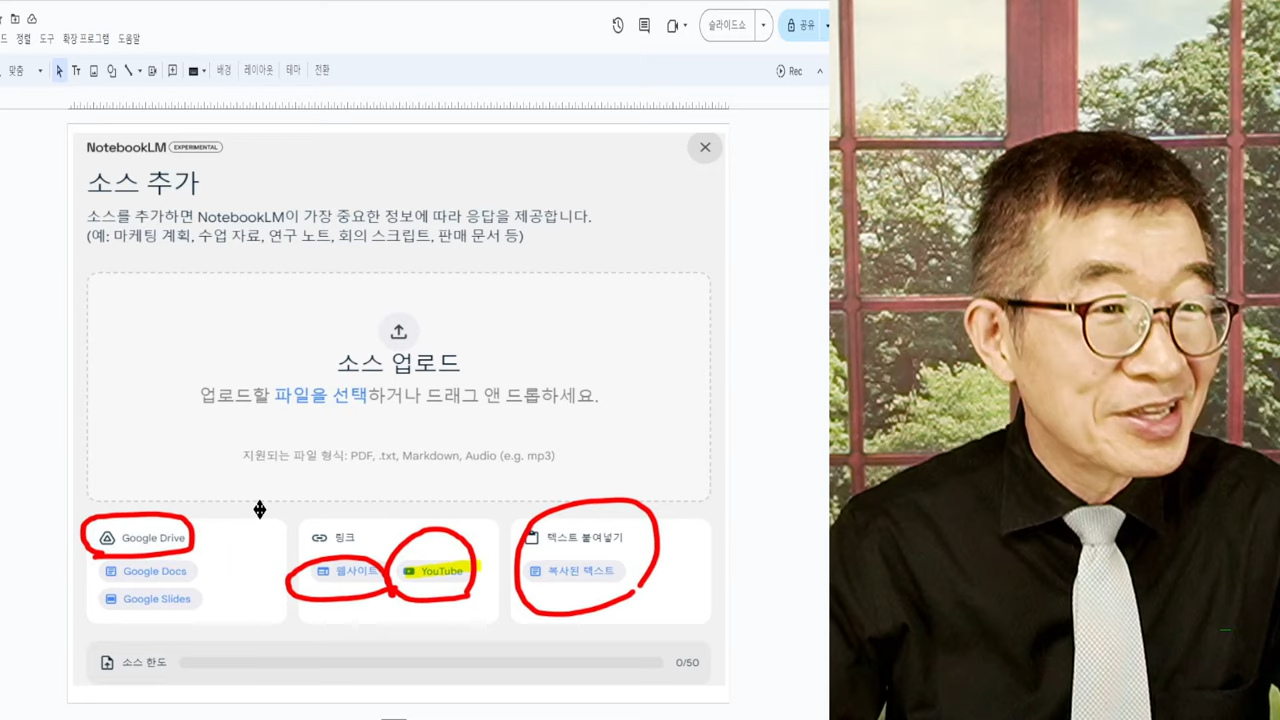 정렬 도구 확장 프로그램 도움말
슬라이드쇼
공유
맞춤
배경 레이아웃 테마 전환
Rec
NotebookLM EXPERIMENTAL
소스 추가
소스를 추가하면 NotebookLM이 가장 중요한 정보에 따라 응답을 제공합니다.
(예: 마케팅 계획, 수업 자료, 연구 노트, 회의 스크립트, 판매 문서 등)
소스 업로드
업로드할 파일을 선택하거나 드래그 앤 드롭하세요.
지원되는 파일 형식: PDF, .txt, Markdown, Audio (e.g. mp3)
Google Drive
Google Docs
Google Slides
링크
웹사이트
YouTube
텍스트 붙여넣기
복사된 텍스트
소스 한도
0/50